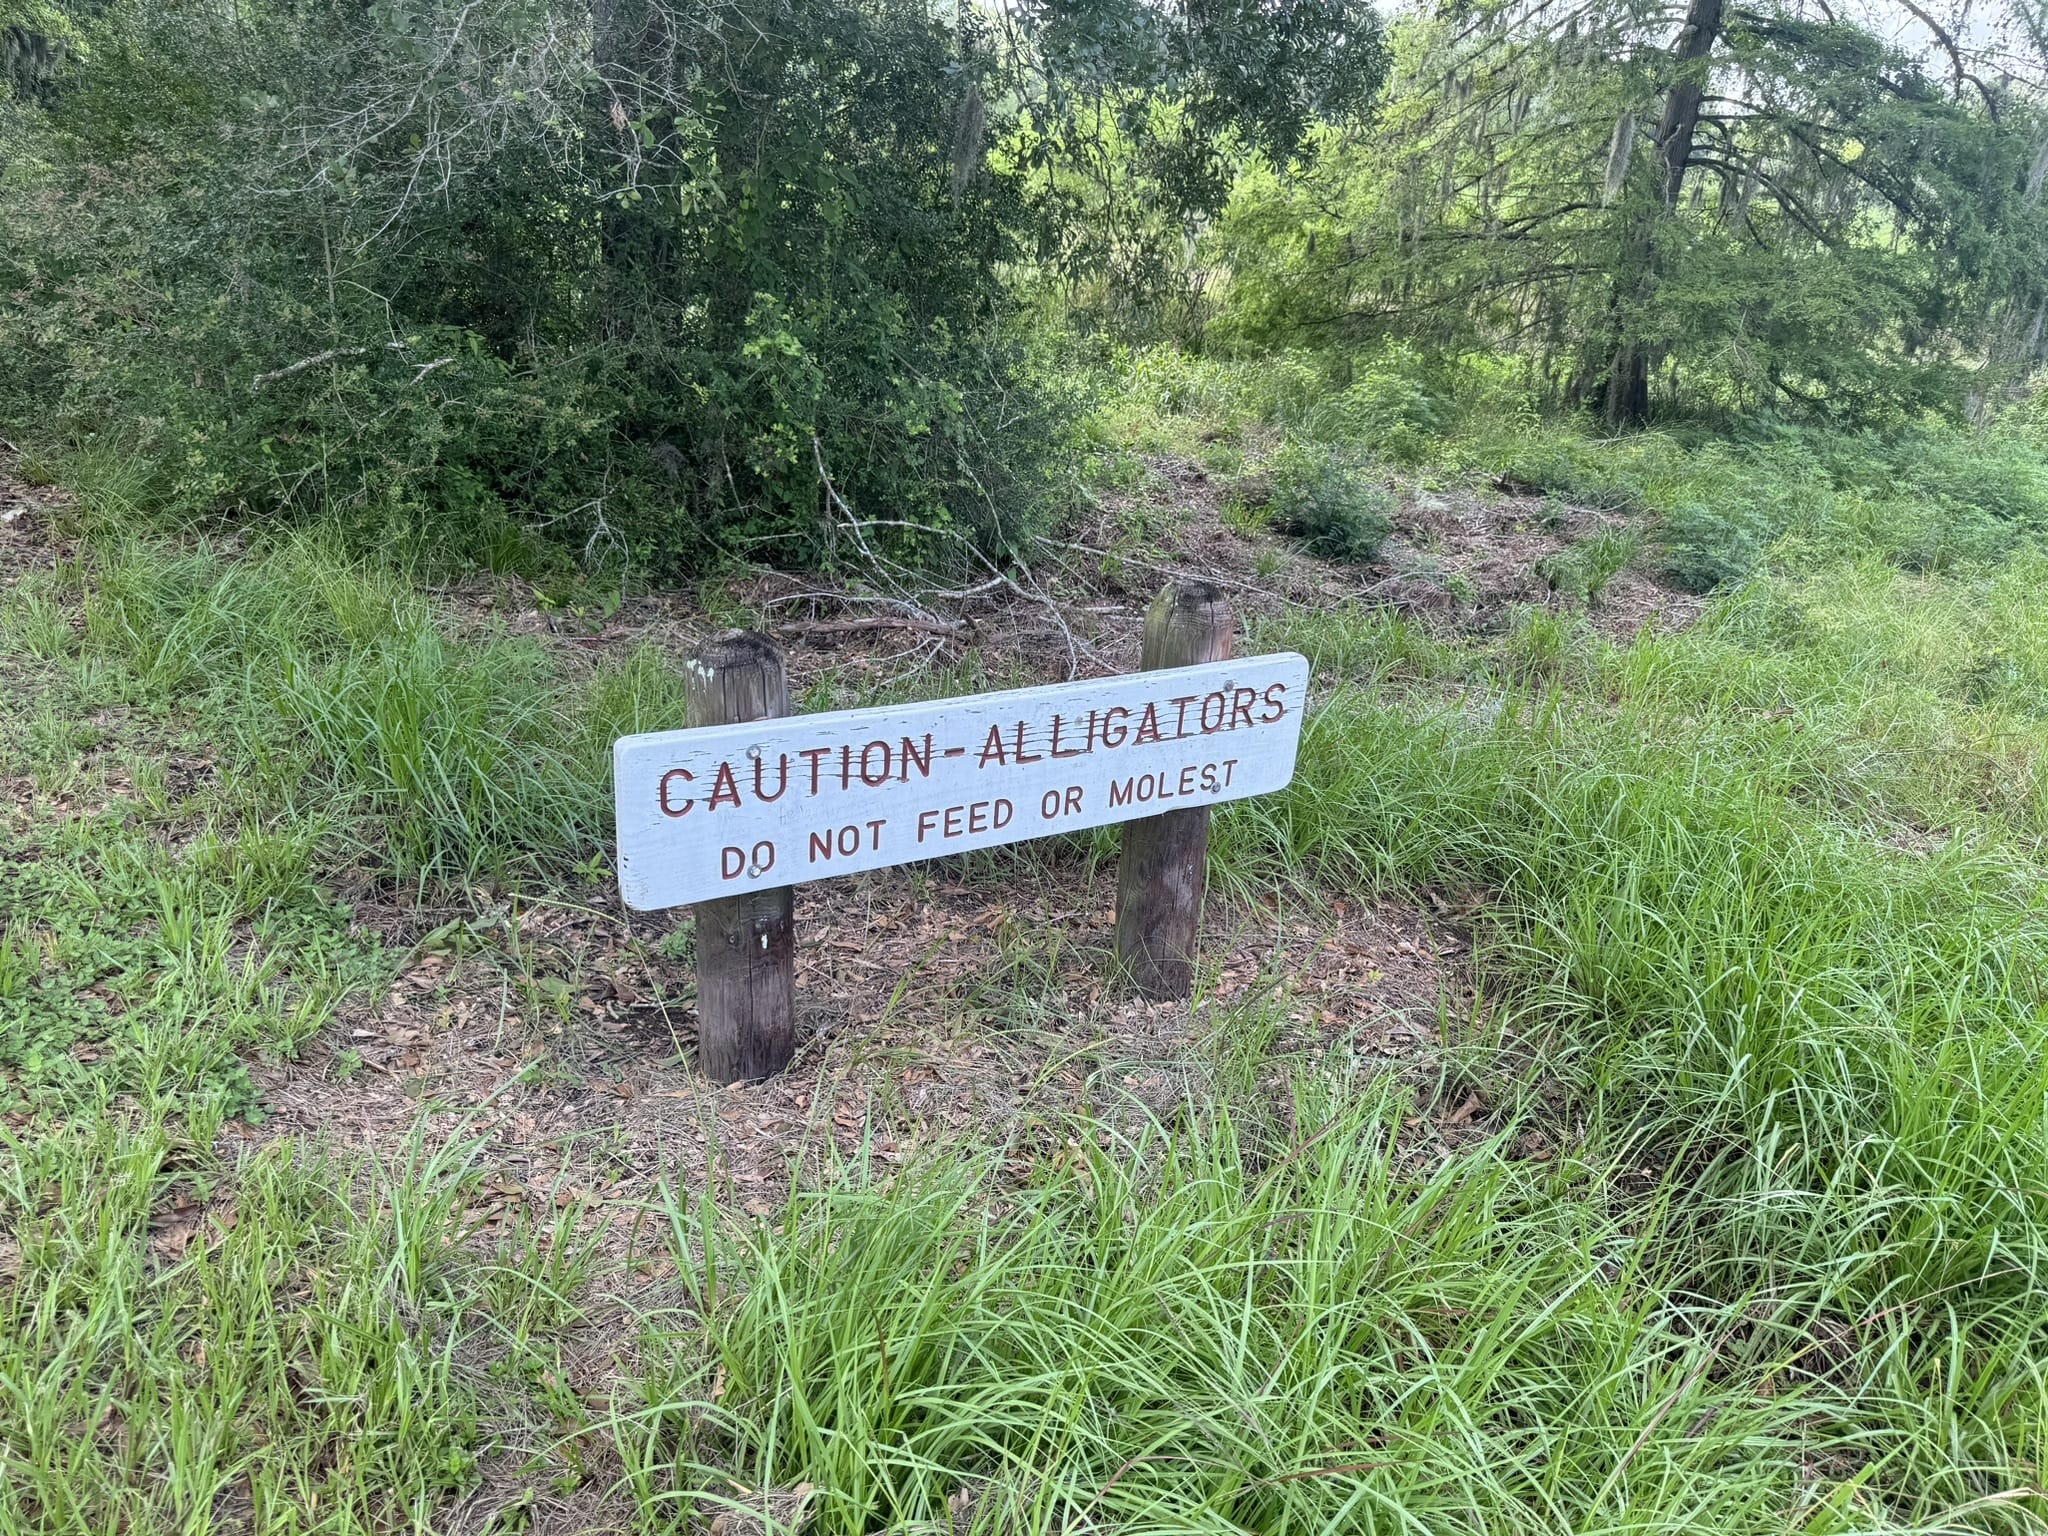 CAUTION-ALLIGATORS
DO NOT FEED OR MOLEST